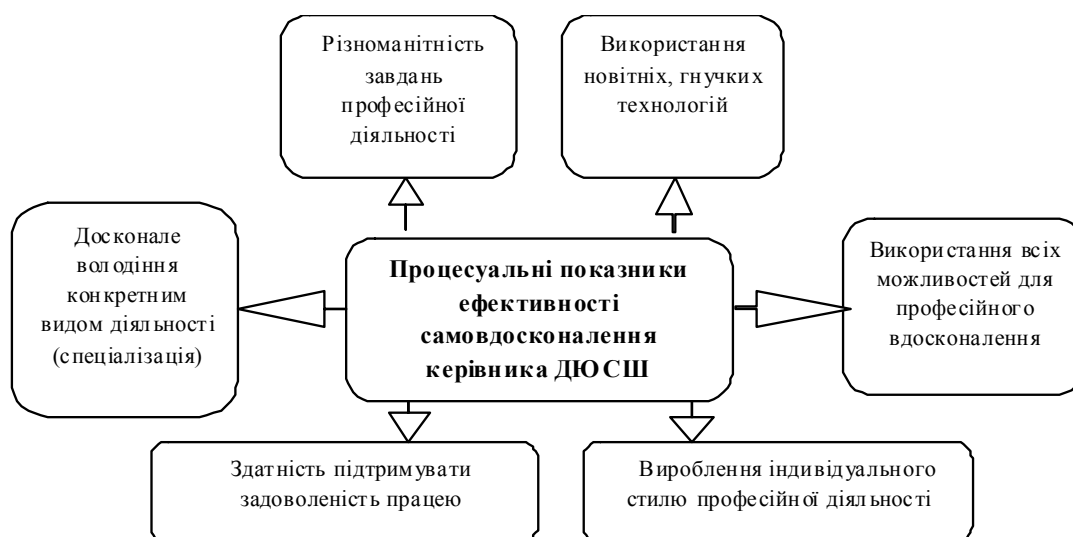 Різноманітність
завдань
професійної
діяльності
Використання
новітніх, гнучких
технологій
Досконале
володіння
конкретним
видом діяльності
(спеціалізація)
Процесуальні показники
ефективності
самовдосконалення
керівника ДЮСШ
Використання всіх
можливостей для
професійного
вдосконалення
Здатність підтримувати
задоволеність працею
Вироблення індивідуального
стилю професійної діяльності